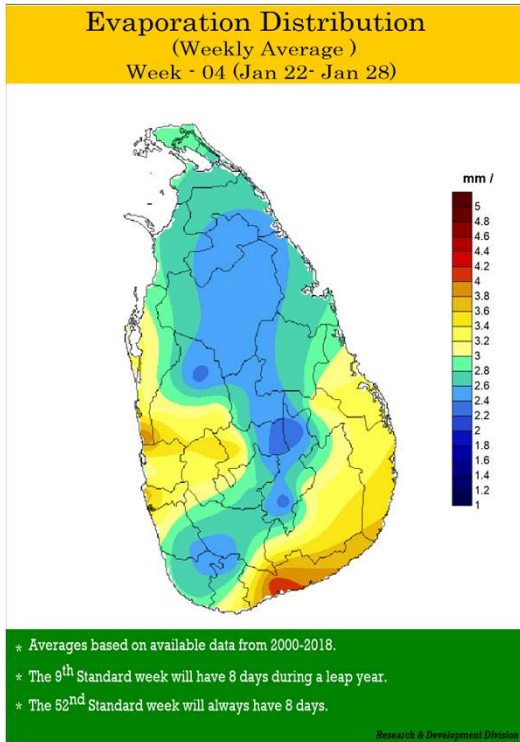 Evaporation Distribution
(Weekly Average )
Week - 04 (Jan 22- Jan 28)
mm /
5
4.8
4.6
4.4
4.2
4
3.8
3.6
3.4
3.2
3
2.8
2.6
2.4
2.2
2
1.8
1.6
1.4
1.2
1
* Averages based on available data from 2000-2018.
* The 9th Standard week will have 8 days during a leap year.
* The 52nd Standard week will always have 8 days.
Research & Development Division